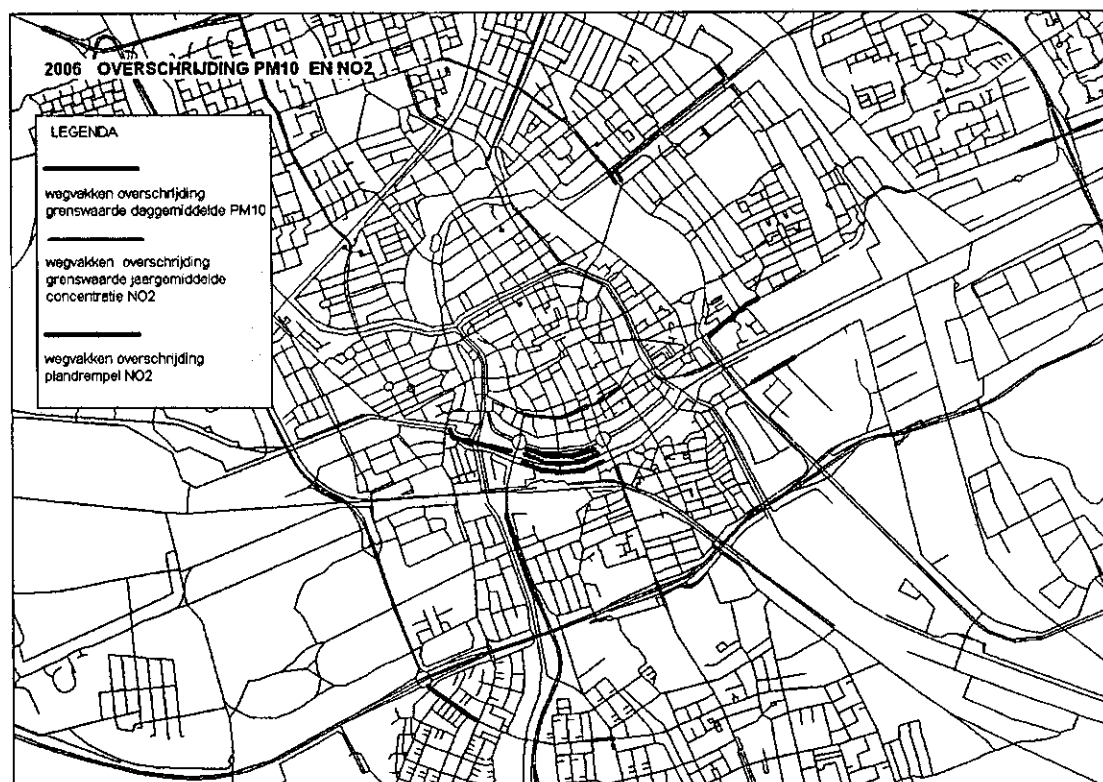 2006 OVERSCHRIJDING PM10 EN NO2
LEGENDA
wegvakken overschrijding
grenswaarde daggemiddelde PM10
wegvakken overschrijding
grenswaarde jaargemiddelde
concentratie NO2
wegvakken overschrijding
plandrempel NO2